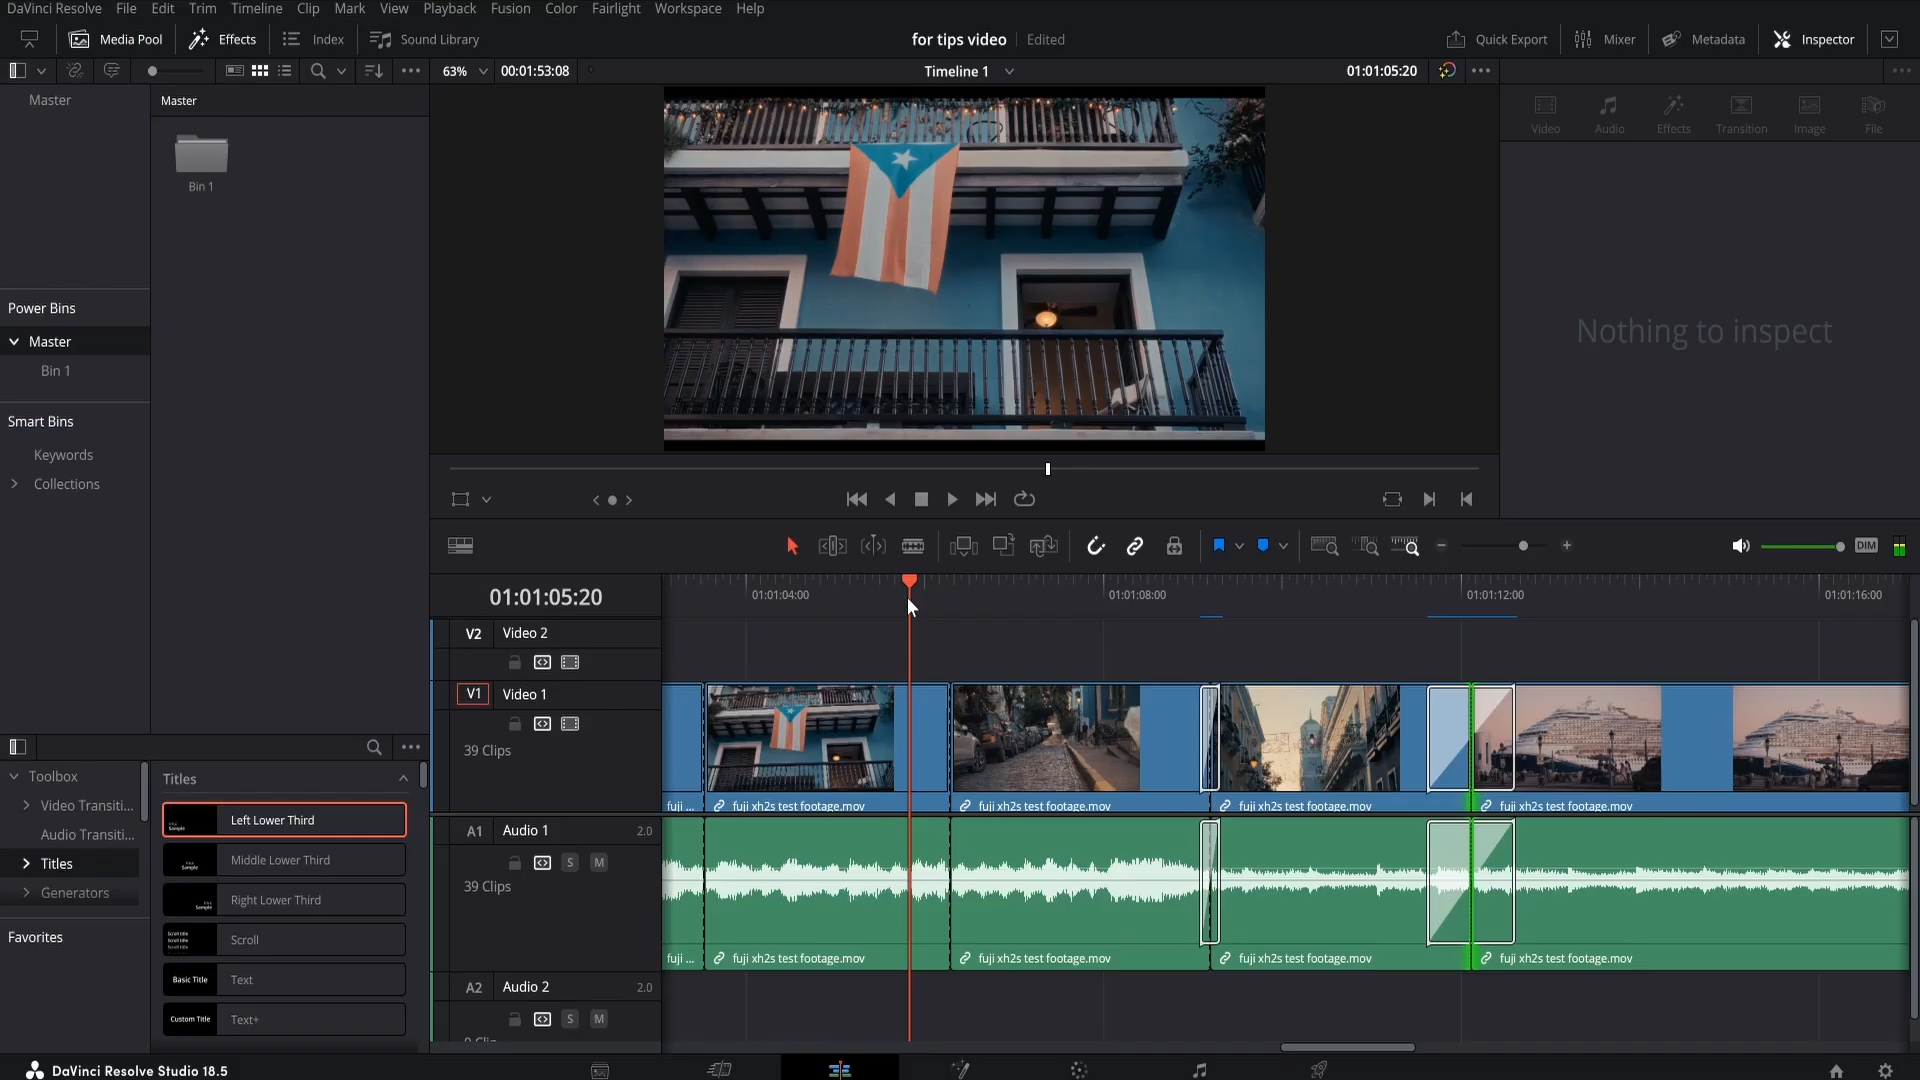 DaVinci Resolve File Edit Trim Timeline Clip Mark View Playback Fusion Color Fairlight Workspace Help
Media Pool Effects Index Sound Library for tips video Edited Quick Export Mixer Metadata Inspector
63% 00:01:53:08 Timeline 1 01:01:05:20
Master
Master
Bin 1
Video Audio Effects Transition Image File
Nothing to inspect
Power Bins
Master
Bin 1
Smart Bins
Keywords
Collections
DIM
01:01:05:20
01:01:04:00 01:01:08:00 01:01:12:00 01:01:16:00
V2 Video 2
V1 Video 1
39 Clips
fuji ... fuji xh2s test footage.mov fuji xh2s test footage.mov fuji xh2s test footage.mov fuji xh2s test footage.mov
A1 Audio 1 2.0
S M
39 Clips
fuji ... fuji xh2s test footage.mov fuji xh2s test footage.mov fuji xh2s test footage.mov fuji xh2s test footage.mov
A2 Audio 2 2.0
S M
Toolbox
Video Transiti...
Audio Transiti...
Titles
Generators
Favorites
Titles
Left Lower Third
Middle Lower Third
Right Lower Third
Scroll
Basic Title Text
Custom Title Text+
DaVinci Resolve Studio 18.5